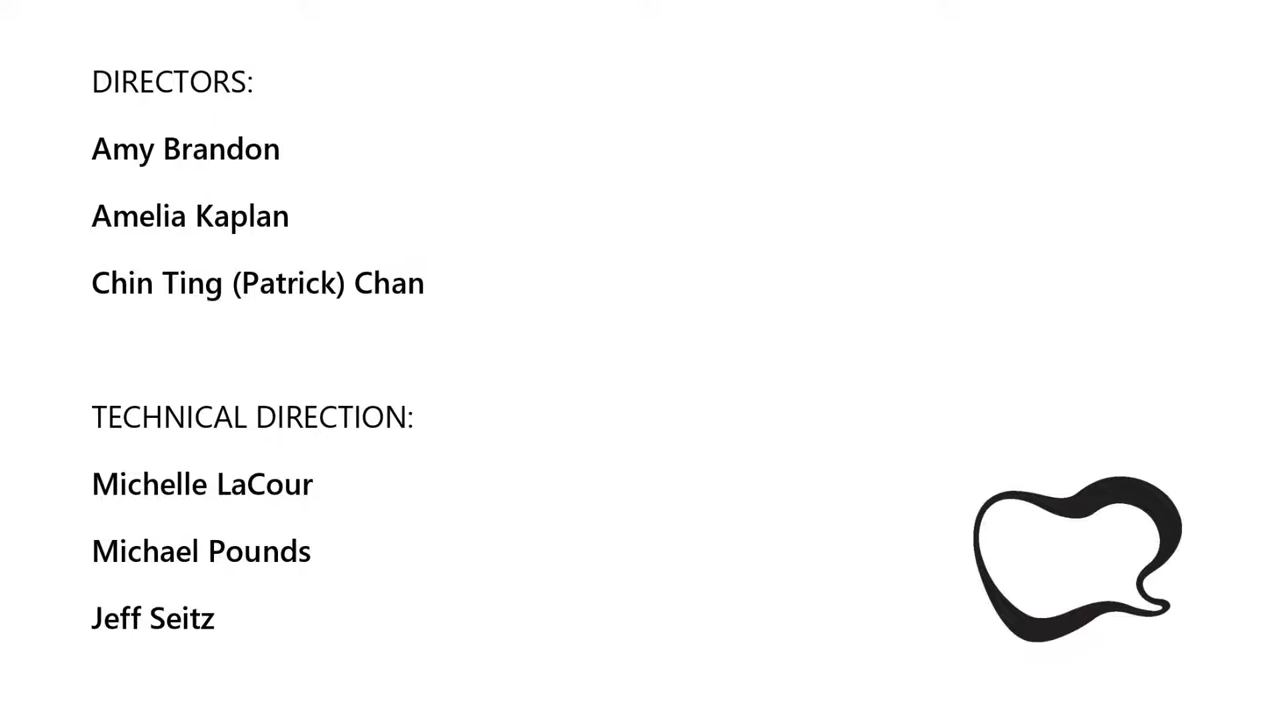 DIRECTORS:
Amy Brandon
Amelia Kaplan
Chin Ting (Patrick) Chan
TECHNICAL DIRECTION:
Michelle LaCour
Michael Pounds
Jeff Seitz